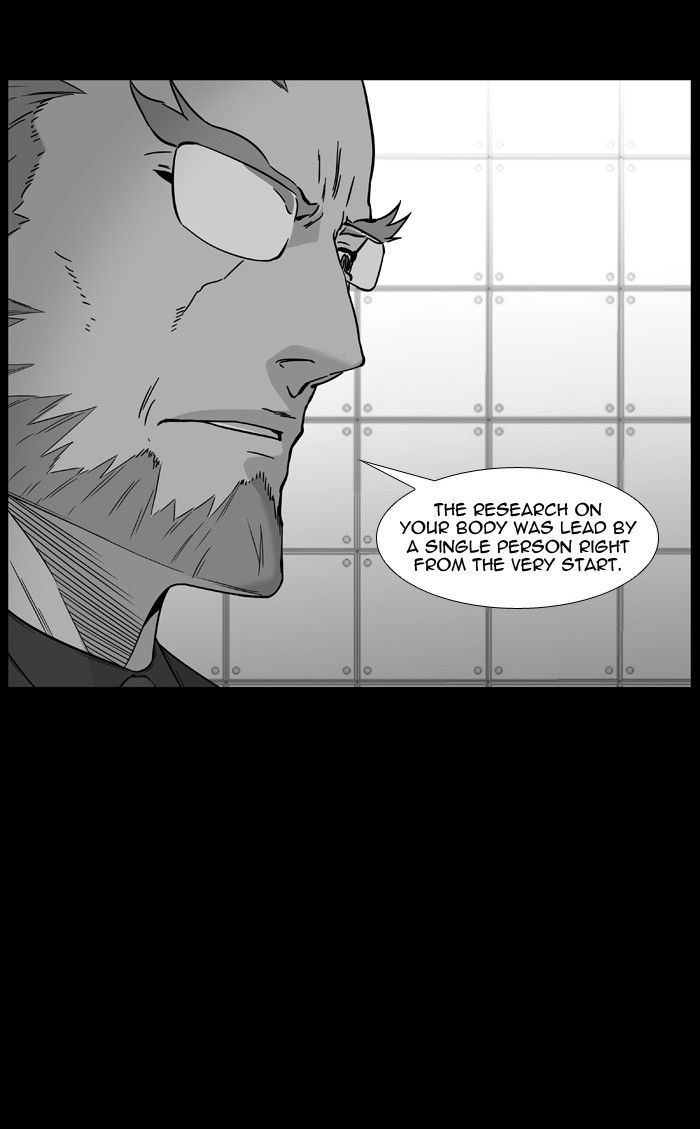 THE RESEARCH ON
YOUR BODY WAS LEAD BY
A SINGLE PERSON RIGHT
FROM THE VERY START.